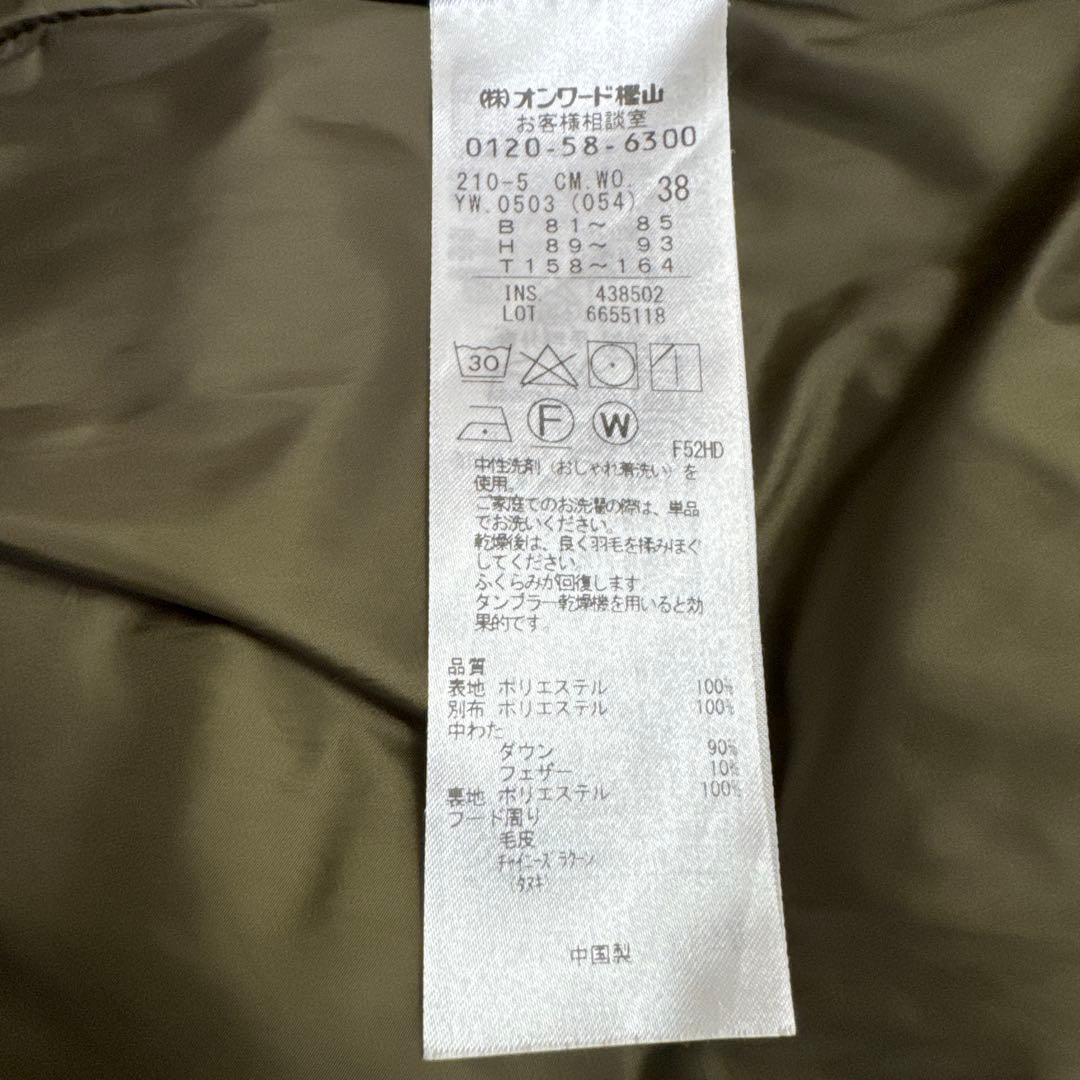 (株)オンワード樫山
お客様相談室
0120-58-6300
210-5 CM.WO. 38
YW.0503 (054)
B 81～ 85
H 89～ 93
T158～164
INS. 438502
LOT 6655118
30
F W
F52HD
中性洗剤（おしゃれ着洗い）を
使用。
ご家庭でのお洗濯の際は、単品
でお洗いください。
乾燥後は、良く羽毛を揉みほぐ
してください。
ふくらみが回復します。
タンブラー乾燥機を用いると効
果的です。
品質
表地 ポリエステル 100%
別布 ポリエステル 100%
中わた
ダウン 90%
フェザー 10%
裏地 ポリエステル 100%
フード周り
毛皮
チャイニーズラクーン
(タヌキ)
中国製